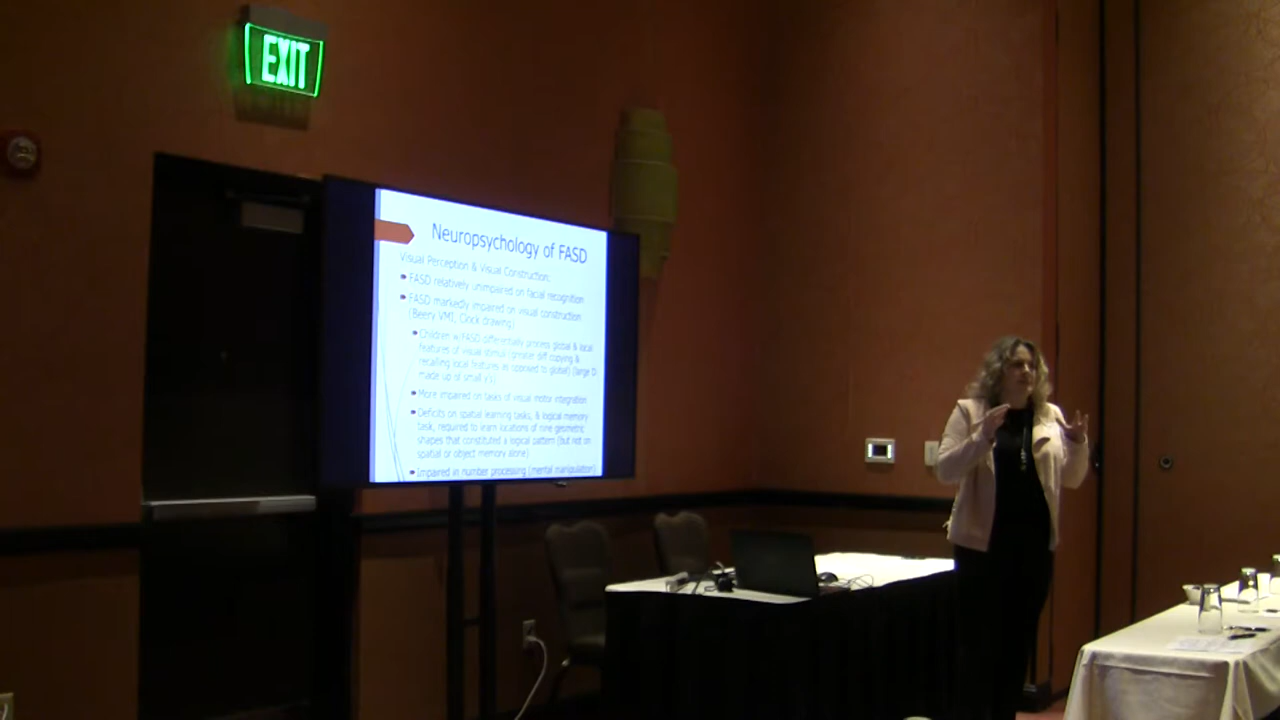 EXIT
Neuropsychology of FASD
Visual Perception & Visual Construction:
FASD relatively unimpaired on facial recognition
FASD markedly impaired on visual construction
(Beery VMI, Clock drawing)
Children w/FASD differentially process global & local
features of visual stimuli (greater diff copying &
recalling local features as opposed to global) (large D
made up of small y's)
More impaired on tasks of visual motor integration
Deficits on spatial learning tasks, & logical memory
task, required to learn locations of nine geometric
shapes that constituted a logical pattern (but not on
spatial or object memory alone)
Impaired in number processing (mental manipulation)